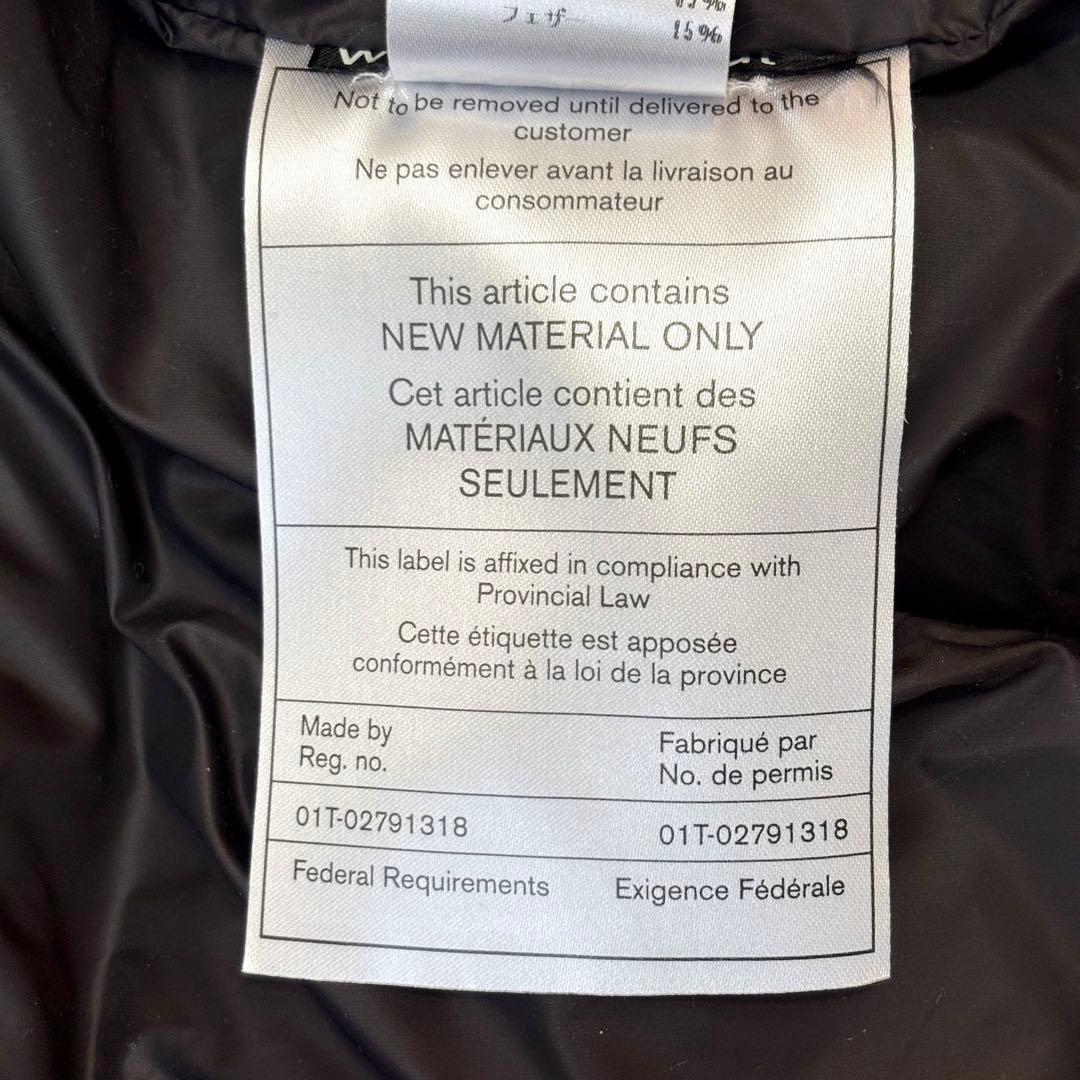 フェザー
15%
Not to be removed until delivered to the
customer
Ne pas enlever avant la livraison au
consommateur
This article contains
NEW MATERIAL ONLY
Cet article contient des
MATÉRIAUX NEUFS
SEULEMENT
This label is affixed in compliance with
Provincial Law
Cette étiquette est apposée
conformément à la loi de la province
Made by
Reg. no.
Fabriqué par
No. de permis
01T-02791318
01T-02791318
Federal Requirements
Exigence Fédérale